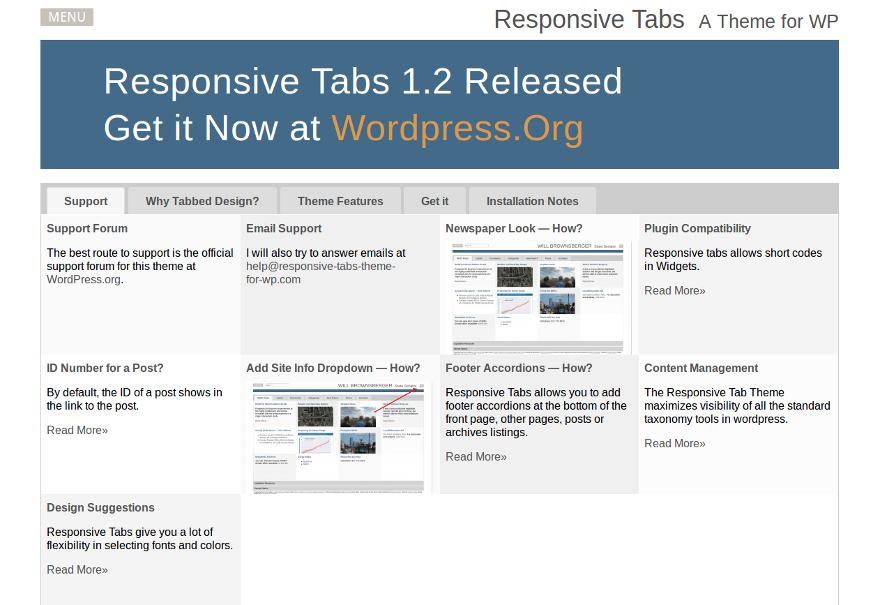 MENU
Responsive Tabs A Theme for WP
Responsive Tabs 1.2 Released
Get it Now at Wordpress.Org
Support
Why Tabbed Design?
Theme Features
Get it
Installation Notes
Support Forum
The best route to support is the official
support forum for this theme at
WordPress.org.
Email Support
I will also try to answer emails at
help@responsive-tabs-theme-
for-wp.com
Newspaper Look — How?
WILL BROWNSBERGER
Plugin Compatibility
Responsive tabs allows short codes
in Widgets.
Read More»
ID Number for a Post?
By default, the ID of a post shows in
the link to the post.
Read More»
Add Site Info Dropdown — How?
WILL BROWNSBERGER
Footer Accordions — How?
Responsive Tabs allows you to add
footer accordions at the bottom of the
front page, other pages, posts or
archives listings.
Read More»
Content Management
The Responsive Tab Theme
maximizes visibility of all the standard
taxonomy tools in wordpress.
Read More»
Design Suggestions
Responsive Tabs give you a lot of
flexibility in selecting fonts and colors.
Read More»